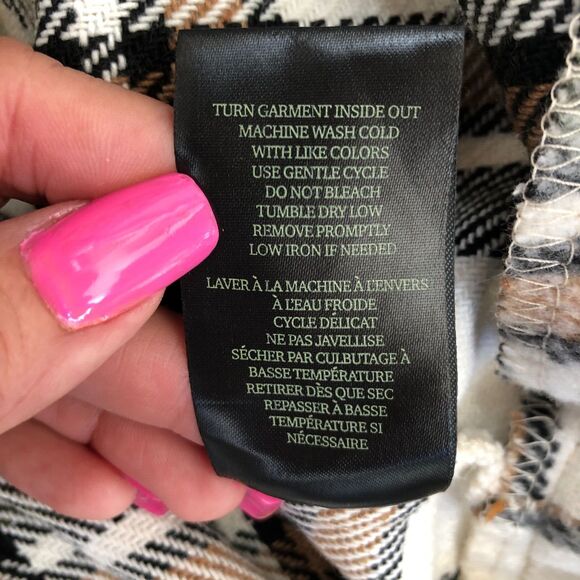 TURN GARMENT INSIDE OUT
MACHINE WASH COLD
WITH LIKE COLORS
USE GENTLE CYCLE
DO NOT BLEACH
TUMBLE DRY LOW
REMOVE PROMPTLY
LOW IRON IF NEEDED
LAVER À LA MACHINE À L'ENVERS
À L'EAU FROIDE
CYCLE DÉLICAT
NE PAS JAVELLISE
SÉCHER PAR CULBUTAGE À
BASSE TEMPÉRATURE
RETIRER DÈS QUE SEC
REPASSER À BASSE
TEMPÉRATURE SI
NÉCESSAIRE